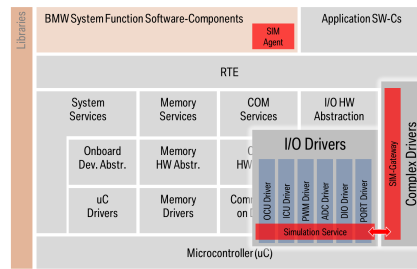 Libraries
BMW System Function Software-Components
SIM
Agent
Application SW-Cs
RTE
System
Services
Memory
Services
COM
Services
I/O HW
Abstraction
Onboard
Dev. Abstr.
Memory
HW Abstr.
HW
uC
Drivers
Memory
Drivers
on
I/O Drivers
OCU Driver
ICU Driver
PWM Driver
ADC Driver
DIO Driver
PORT Driver
Simulation Service
SIM-Gateway
Complex Drivers
Microcontroller (uC)